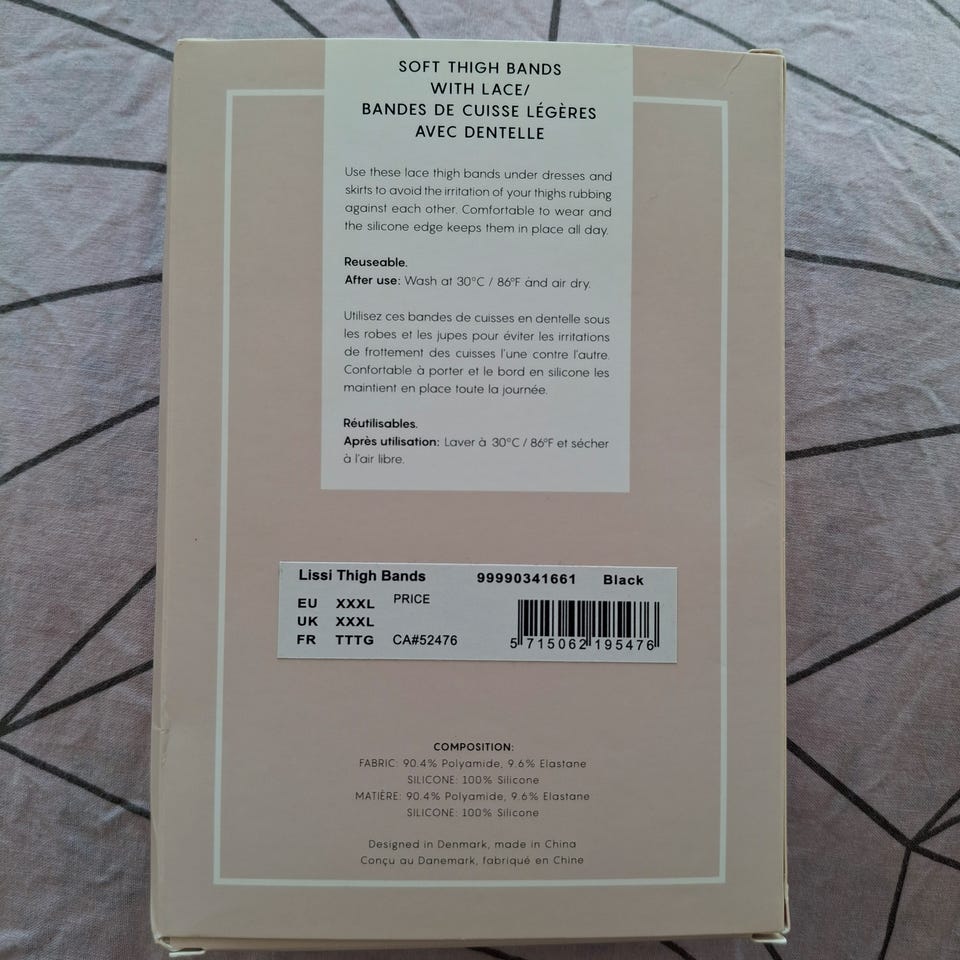 SOFT THIGH BANDS
WITH LACE/
BANDES DE CUISSE LÉGÈRES
AVEC DENTELLE
Use these lace thigh bands under dresses and
skirts to avoid the irritation of your thighs rubbing
against each other. Comfortable to wear and
the silicone edge keeps them in place all day.
Reuseable.
After use: Wash at 30°C / 86°F and air dry.
Utilisez ces bandes de cuisses en dentelle sous
les robes et les jupes pour éviter les irritations
de frottement des cuisses l'une contre l'autre.
Confortable à porter et le bord en silicone les
maintient en place toute la journée.
Réutilisables.
Après utilisation: Laver à 30°C / 86°F et sécher
à l'air libre.
Lissi Thigh Bands 99990341661 Black
EU XXXL PRICE
UK XXXL
FR TTTG CA#52476 5 715062 195476
COMPOSITION:
FABRIC: 90.4% Polyamide, 9.6% Elastane
SILICONE: 100% Silicone
MATIÈRE: 90.4% Polyamide, 9.6% Elastane
SILICONE: 100% Silicone
Designed in Denmark, made in China
Conçu au Danemark, fabriqué en Chine